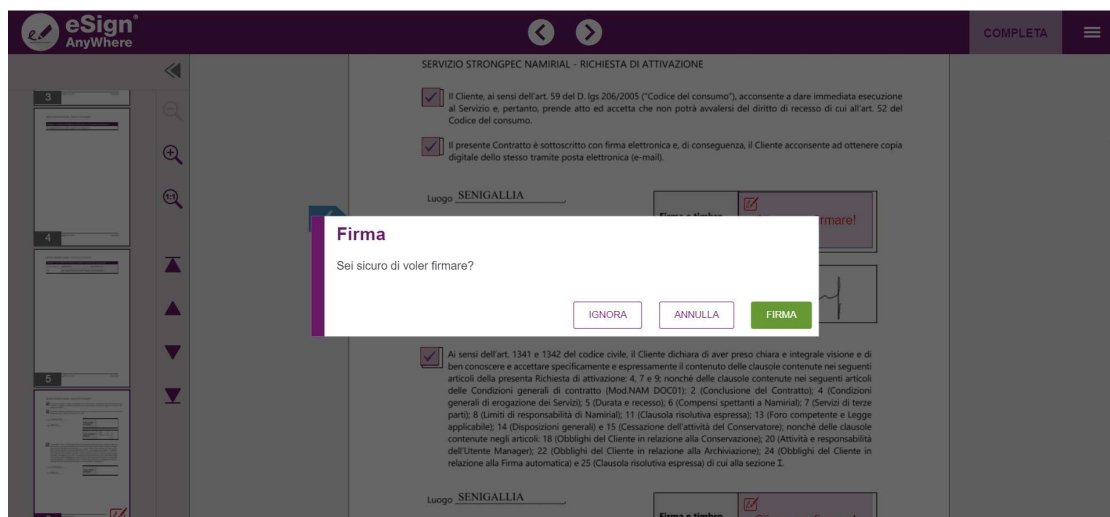 eSign®
AnyWhere
COMPLETA
3
4
5
SERVIZIO STRONGPEC NAMIRIAL - RICHIESTA DI ATTIVAZIONE
Il Cliente, ai sensi dell'art. 59 del D. lgs 206/2005 ("Codice del consumo"), acconsente a dare immediata esecuzione
al Servizio e, pertanto, prende atto ed accetta che non potrà avvalersi del diritto di recesso di cui all'art. 52 del
Codice del consumo.
Il presente Contratto è sottoscritto con firma elettronica e, di conseguenza, il Cliente acconsente ad ottenere copia
digitale dello stesso tramite posta elettronica (e-mail).
Luogo SENIGALLIA
Firma e timbro
rmare!
Firma
Sei sicuro di voler firmare?
IGNORA ANNULLA FIRMA
Ai sensi dell'art. 1341 e 1342 del codice civile, il Cliente dichiara di aver preso chiara e integrale visione e di
ben conoscere e accettare specificamente e espressamente il contenuto delle clausole contenute nei seguenti
articoli della presenta Richiesta di attivazione: 4, 7 e 9; nonché delle clausole contenute nei seguenti articoli
delle Condizioni generali di contratto (Mod.NAM DOC01): 2 (Conclusione del Contratto); 4 (Condizioni
generali di erogazione dei Servizi); 5 (Durata e recesso); 6 (Compensi spettanti a Namirial); 7 (Servizi di terze
parti); 8 (Limiti di responsabilità di Namirial); 11 (Clausola risolutiva espressa); 13 (Foro competente e Legge
applicabile); 14 (Disposizioni generali) e 15 (Cessazione dell'attività del Conservatore); nonché delle clausole
contenute negli articoli: 18 (Obblighi del Cliente in relazione alla Conservazione); 20 (Attività e responsabilità
dell'Utente Manager); 22 (Obblighi del Cliente in relazione alla Archiviazione); 24 (Obblighi del Cliente in
relazione alla Firma automatica) e 25 (Clausola risolutiva espressa) di cui alla sezione I.
Luogo SENIGALLIA
Firma e timbro